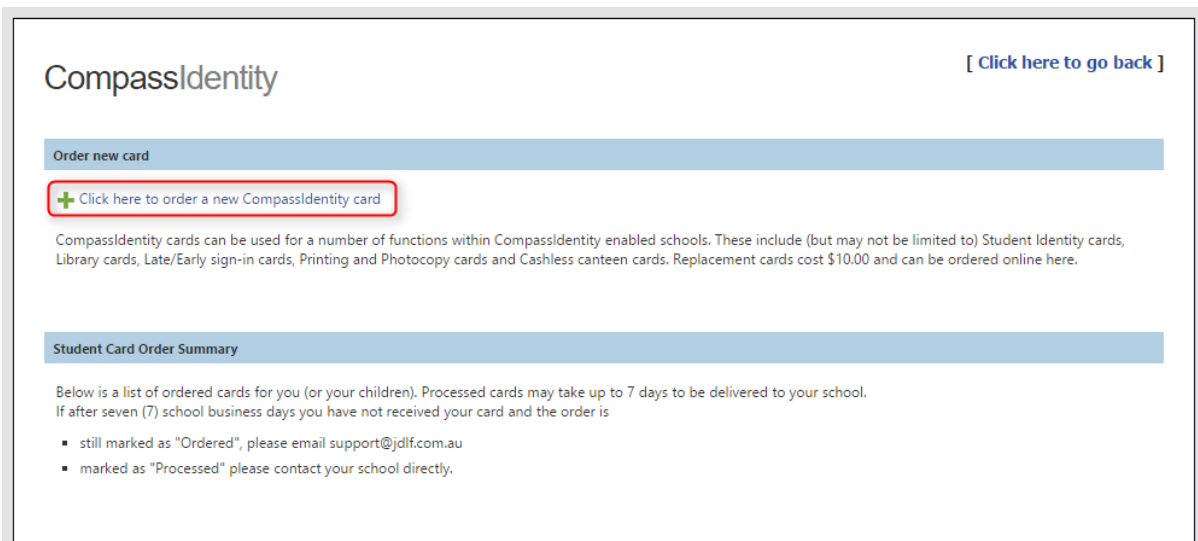 [ Click here to go back ]
CompassIdentity
Order new card
Click here to order a new CompassIdentity card
CompassIdentity cards can be used for a number of functions within CompassIdentity enabled schools. These include (but may not be limited to) Student Identity cards,
Library cards, Late/Early sign-in cards, Printing and Photocopy cards and Cashless canteen cards. Replacement cards cost $10.00 and can be ordered online here.
Student Card Order Summary
Below is a list of ordered cards for you (or your children). Processed cards may take up to 7 days to be delivered to your school.
If after seven (7) school business days you have not received your card and the order is
▪ still marked as "Ordered", please email support@jdlf.com.au
▪ marked as "Processed" please contact your school directly.